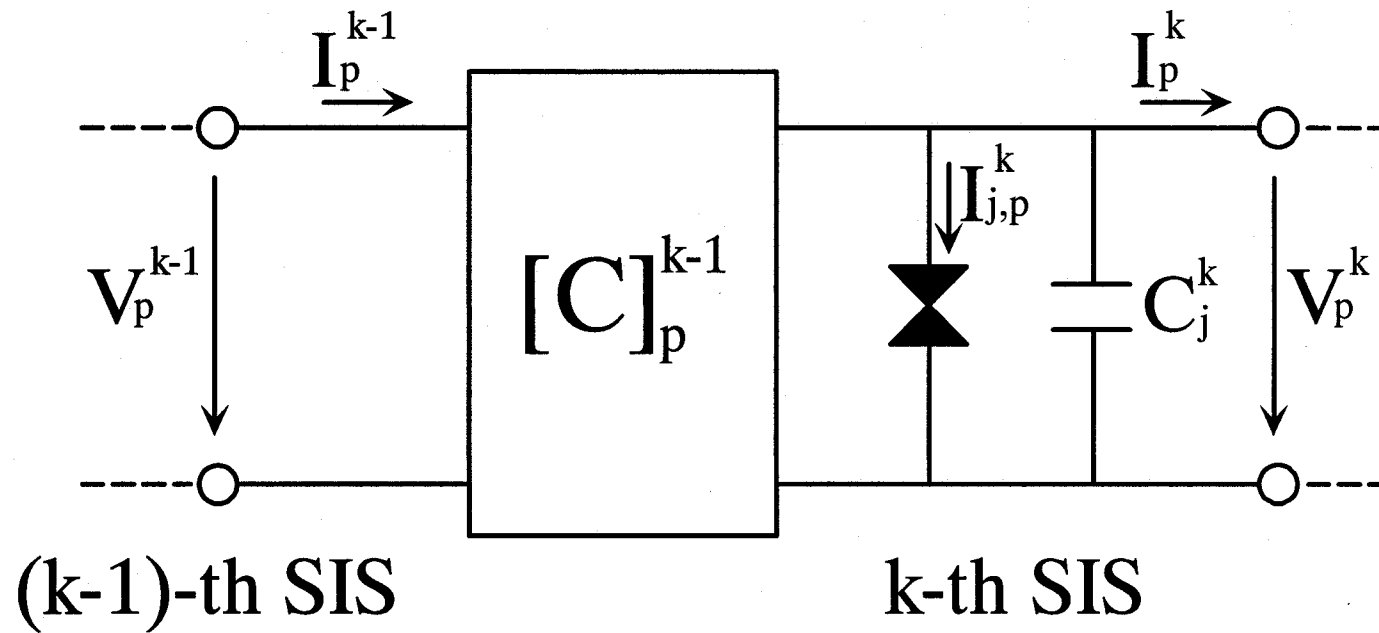 I_p^{k-1}
I_p^k
I_{j,p}^k
V_p^{k-1}
[C]_p^{k-1}
C_j^k
V_p^k
(k-1)-th SIS
k-th SIS